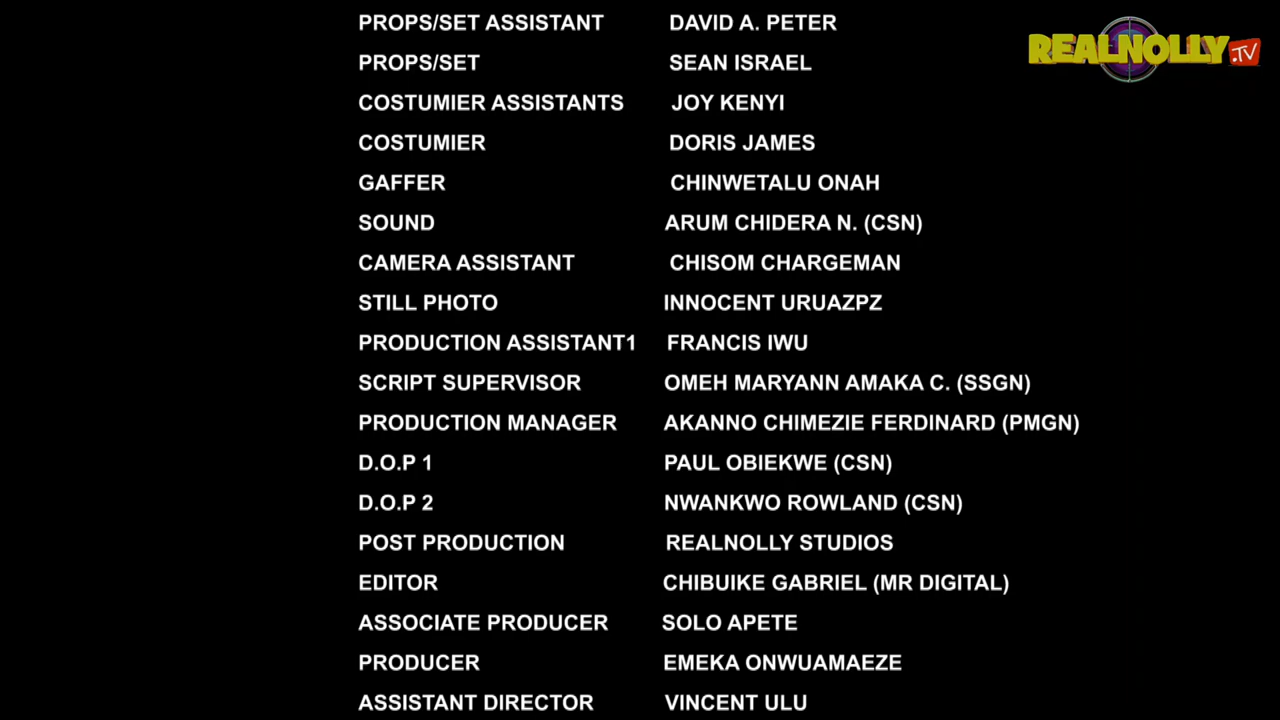 PROPS/SET ASSISTANT DAVID A. PETER
REALNOLLY.TV
PROPS/SET SEAN ISRAEL
COSTUMIER ASSISTANTS JOY KENYI
COSTUMIER DORIS JAMES
GAFFER CHINWETALU ONAH
SOUND ARUM CHIDERA N. (CSN)
CAMERA ASSISTANT CHISOM CHARGEMAN
STILL PHOTO INNOCENT URUAZPZ
PRODUCTION ASSISTANT1 FRANCIS IWU
SCRIPT SUPERVISOR OMEH MARYANN AMAKA C. (SSGN)
PRODUCTION MANAGER AKANNO CHIMEZIE FERDINARD (PMGN)
D.O.P 1 PAUL OBIEKWE (CSN)
D.O.P 2 NWANKWO ROWLAND (CSN)
POST PRODUCTION REALNOLLY STUDIOS
EDITOR CHIBUIKE GABRIEL (MR DIGITAL)
ASSOCIATE PRODUCER SOLO APETE
PRODUCER EMEKA ONWUAMAEZE
ASSISTANT DIRECTOR VINCENT ULU